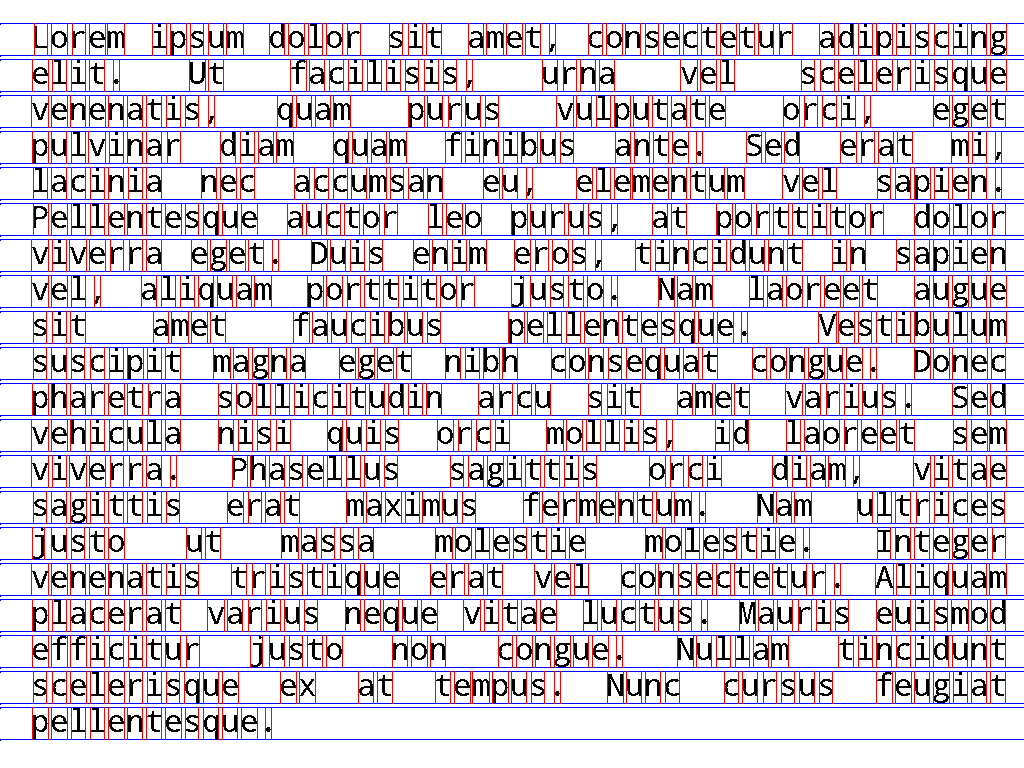 Lorem ipsum dolor sit amet, consectetur adipiscing
elit. Ut facilisis, urna vel scelerisque
venenatis, quam purus vulputate orci, eget
pulvinar diam quam finibus ante. Sed erat mi,
lacinia nec accumsan eu, elementum vel sapien.
Pellentesque auctor leo purus, at porttitor dolor
viverra eget. Duis enim eros, tincidunt in sapien
vel, aliquam porttitor justo. Nam laoreet augue
sit amet faucibus pellentesque. Vestibulum
suscipit magna eget nibh consequat congue. Donec
pharetra sollicitudin arcu sit amet varius. Sed
vehicula nisi quis orci mollis, id laoreet sem
viverra. Phasellus sagittis orci diam, vitae
sagittis erat maximus fermentum. Nam ultrices
justo ut massa molestie molestie. Integer
venenatis tristique erat vel consectetur. Aliquam
placerat varius neque vitae luctus. Mauris euismod
efficitur justo non congue. Nullam tincidunt
scelerisque ex at tempus. Nunc cursus feugiat
pellentesque.